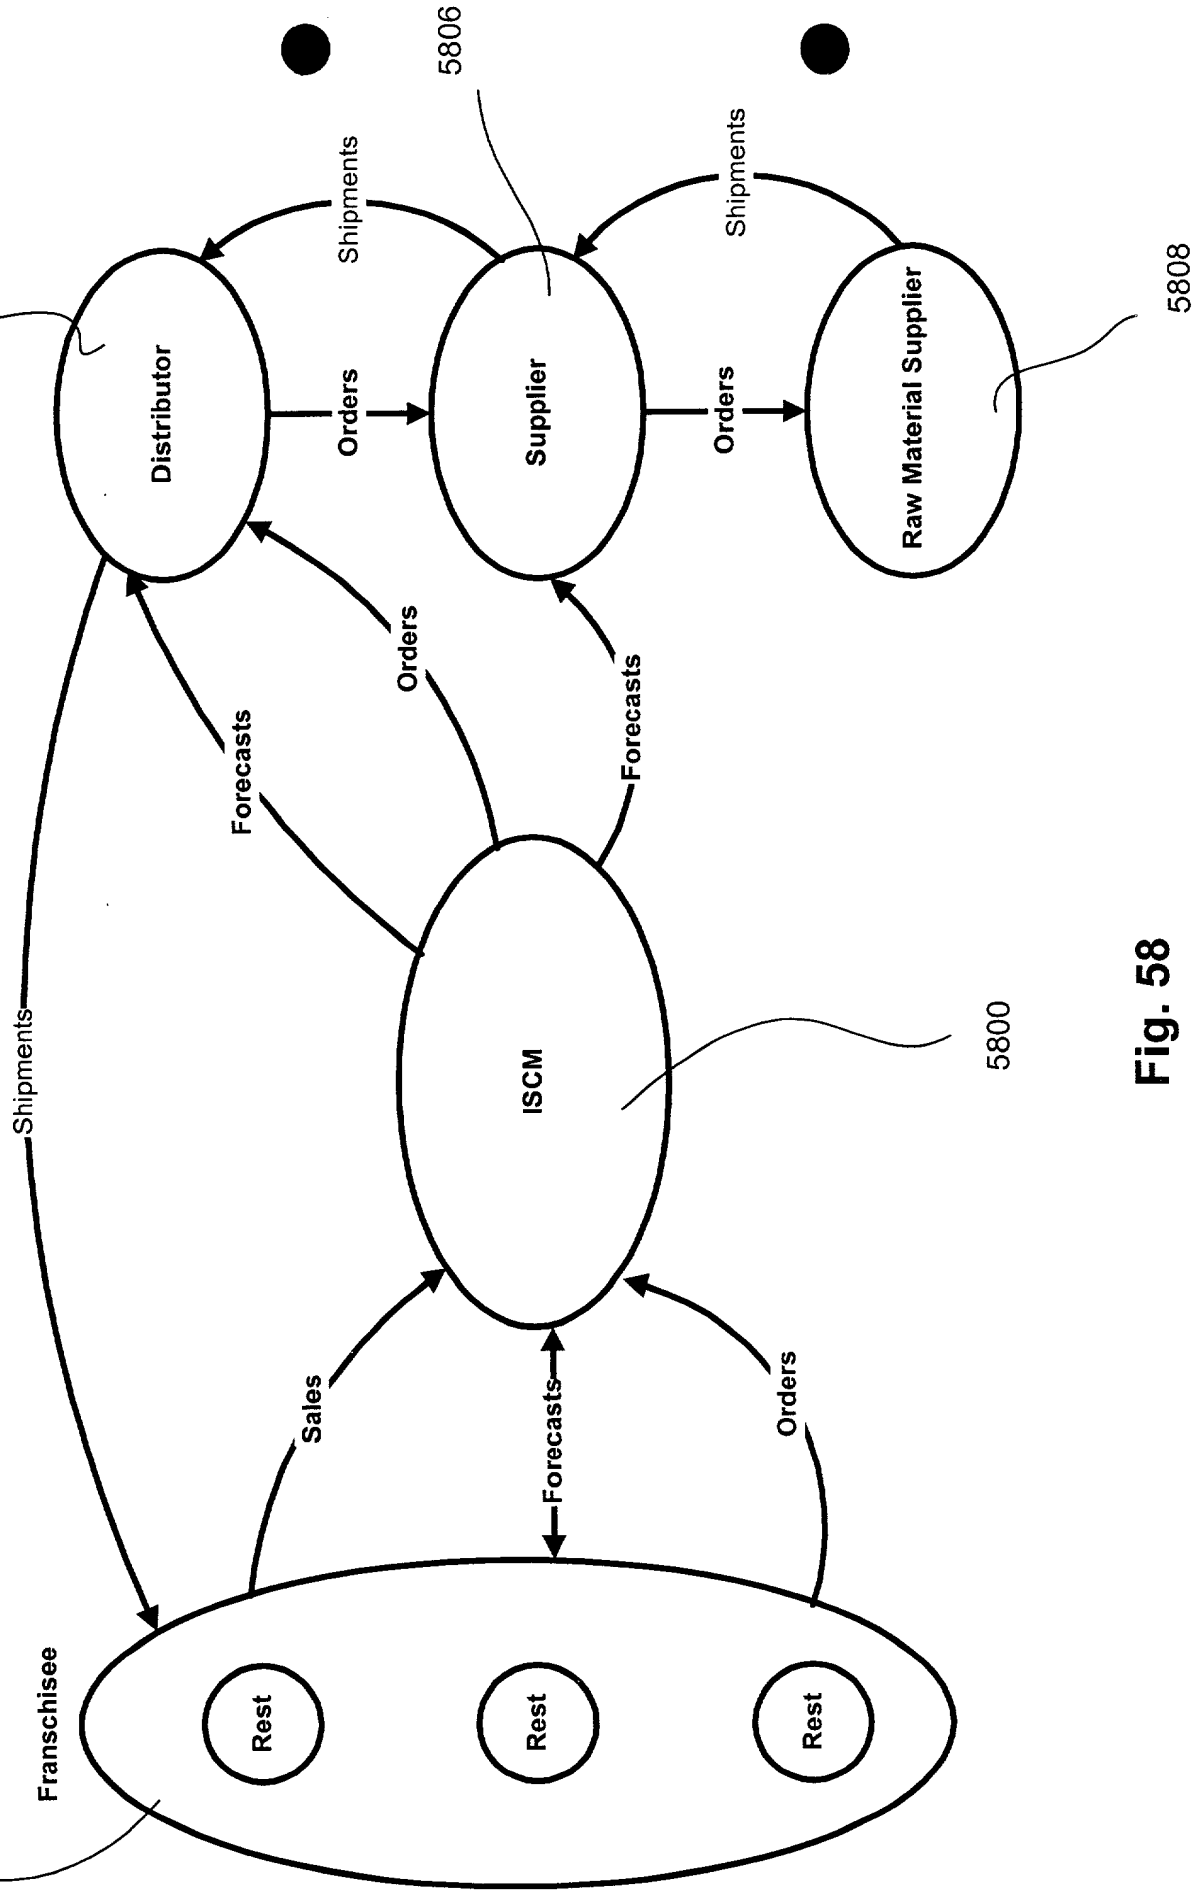 Franschisee
Rest
Rest
Rest
Shipments
Sales
Forecasts
Orders
ISCM
5800
Forecasts
Orders
Forecasts
Distributor
Orders
Shipments
Supplier
5806
Orders
Shipments
Raw Material Supplier
5808
Fig. 58